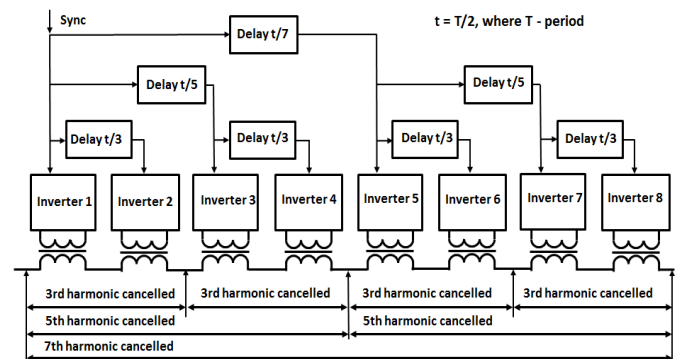 Sync
t = T/2, where T - period
Delay t/7
Delay t/5
Delay t/5
Delay t/3
Delay t/3
Delay t/3
Delay t/3
Inverter 1
Inverter 2
Inverter 3
Inverter 4
Inverter 5
Inverter 6
Inverter 7
Inverter 8
3rd harmonic cancelled
3rd harmonic cancelled
3rd harmonic cancelled
3rd harmonic cancelled
5th harmonic cancelled
5th harmonic cancelled
7th harmonic cancelled